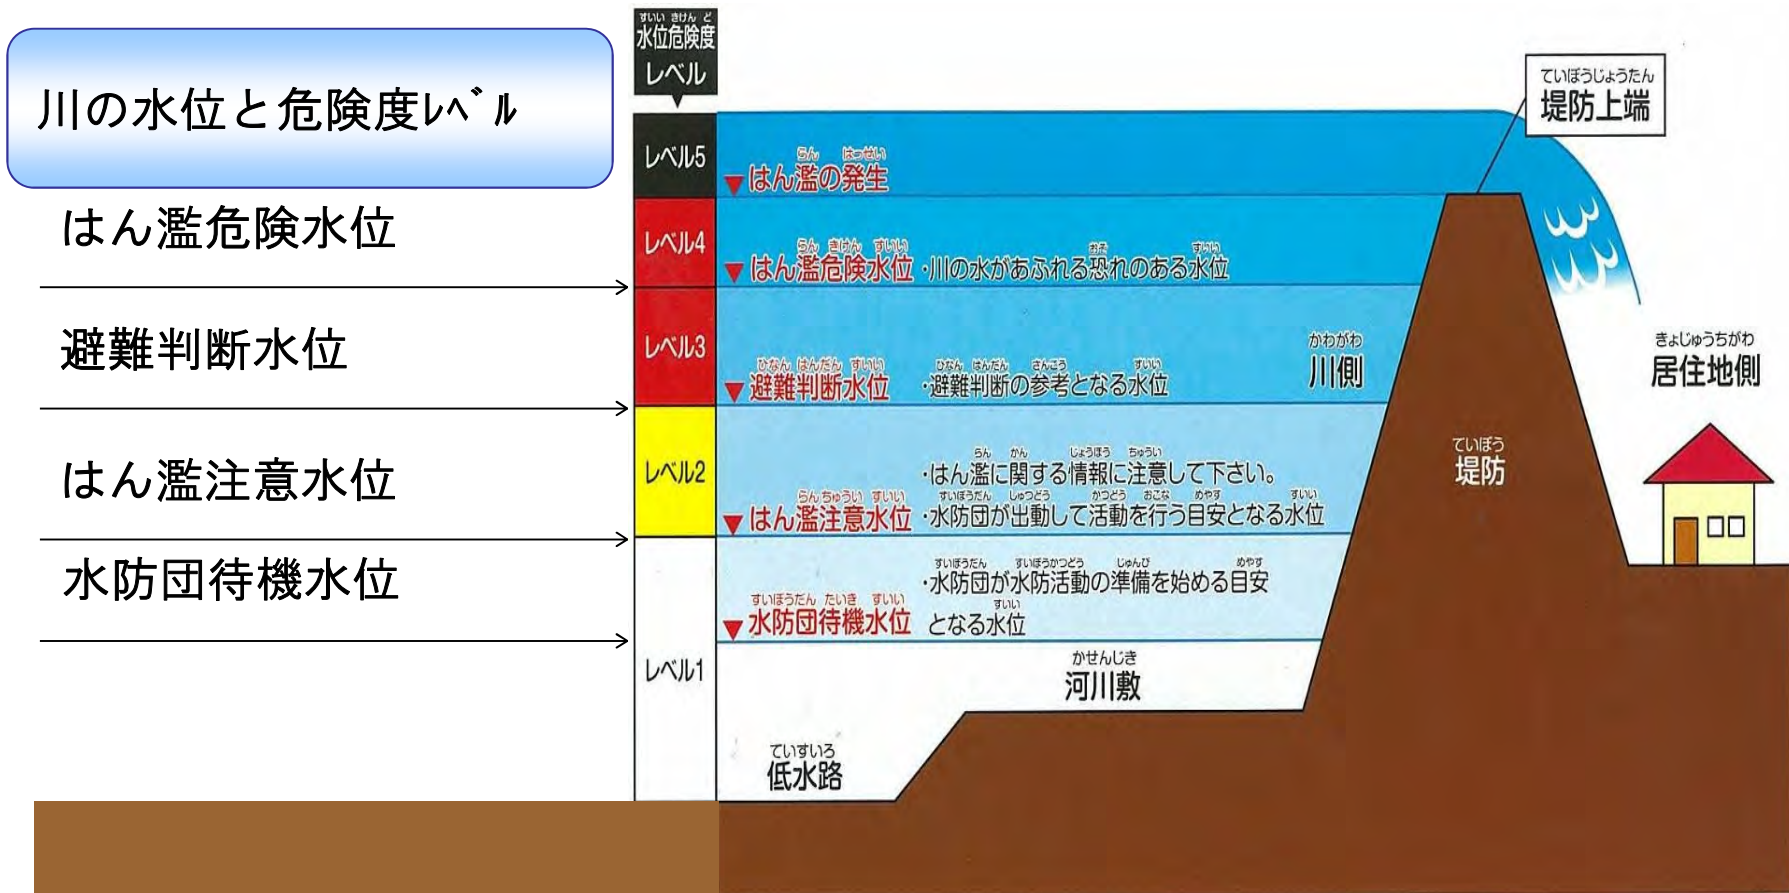 川の水位と危険度ﾚﾍﾞﾙ
はん濫危険水位
避難判断水位
はん濫注意水位
水防団待機水位
すいい きけん ど
水位危険度
レベル
レベル5
らん はっせい
▼はん濫の発生
レベル4
らん きけん すいい おそ すいい
▼はん濫危険水位 ・川の水があふれる恐れのある水位
レベル3
ひなん はんだん すいい ひなん はんだん さんこう すいい
▼避難判断水位 ・避難判断の参考となる水位
レベル2
らん かん じょうほう ちゅうい
・はん濫に関する情報に注意して下さい。
らん ちゅうい すいい すいぼうだん しゅつどう かつどう おこな めやす すいい
▼はん濫注意水位 ・水防団が出動して活動を行う目安となる水位
すいぼうだん すいぼうかつどう じゅんび めやす
・水防団が水防活動の準備を始める目安
すいぼうだん たいき すいい すいい
▼水防団待機水位 となる水位
レベル1
かせんじき
河川敷
ていすいろ
低水路
かわがわ
川側
ていぼうじょうたん
堤防上端
ていぼう
堤防
きょじゅうちがわ
居住地側